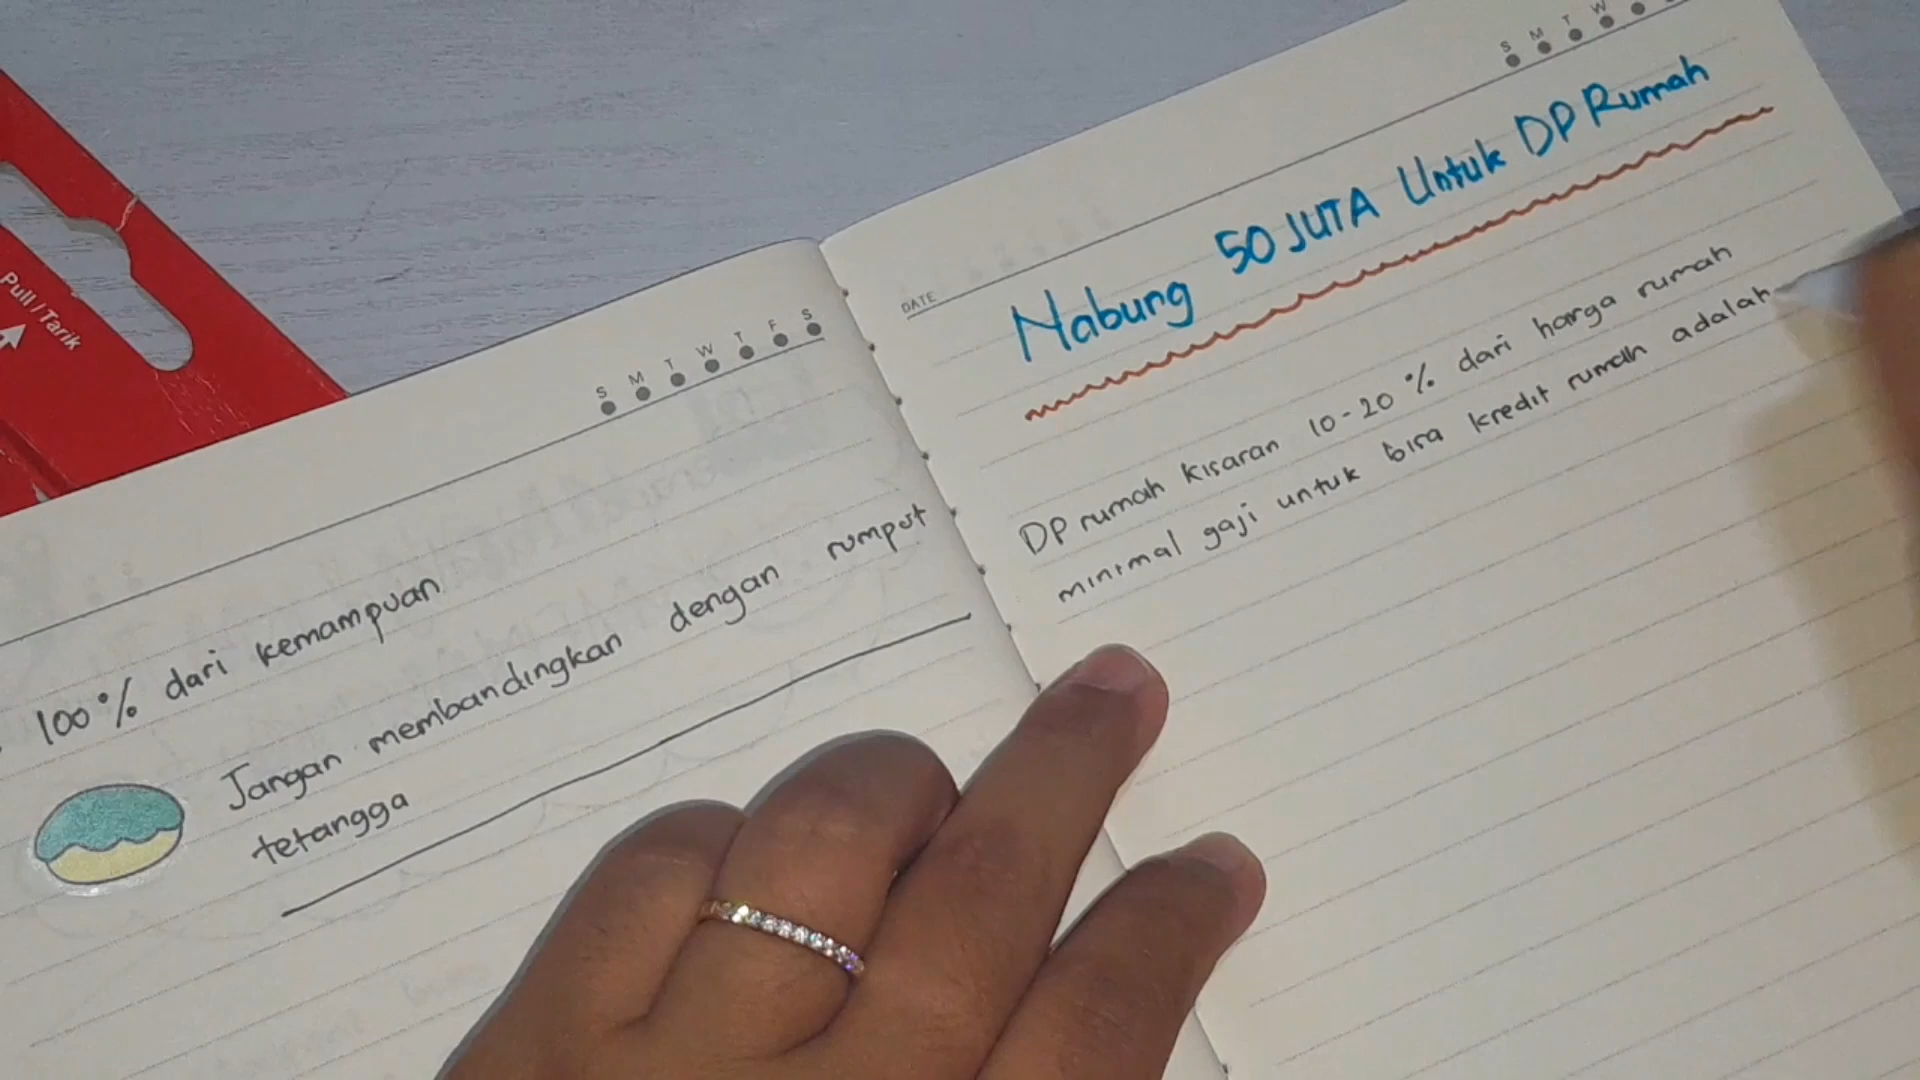 Pull / Tarik
S M T W T F S
100% dari kemampuan
Jangan membandingkan dengan rumput
tetangga
S M T W
DATE
Nabung 50 JUTA Untuk DP Rumah
DP rumah kisaran 10-20% dari harga rumah
minimal gaji untuk bisa kredit rumah adalah